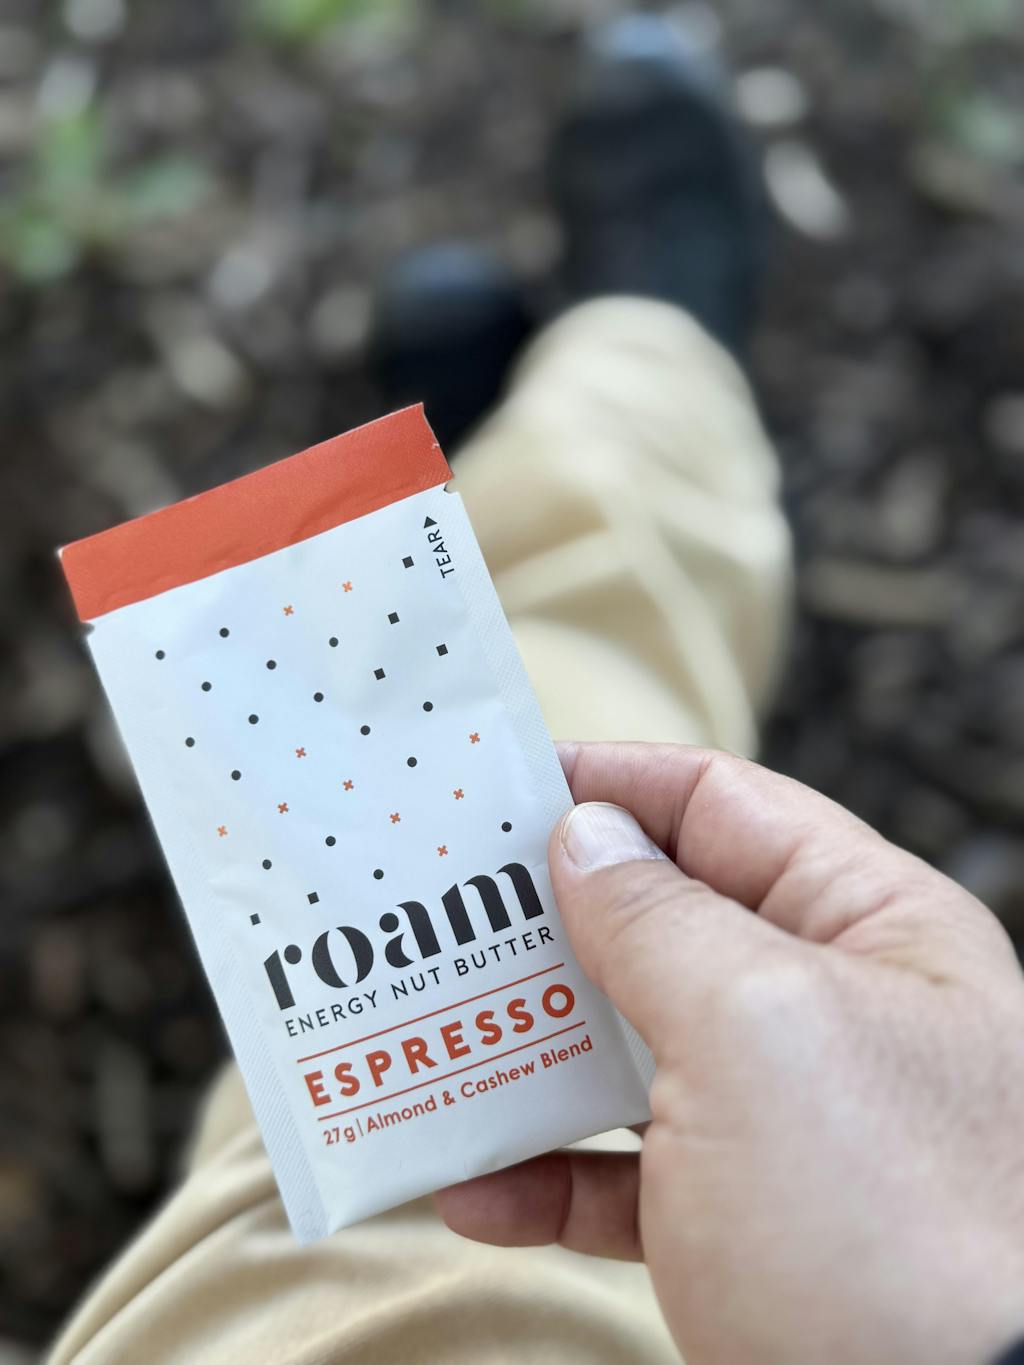 TEAR▶
roam
ENERGY NUT BUTTER
ESPRESSO
27g|Almond & Cashew Blend